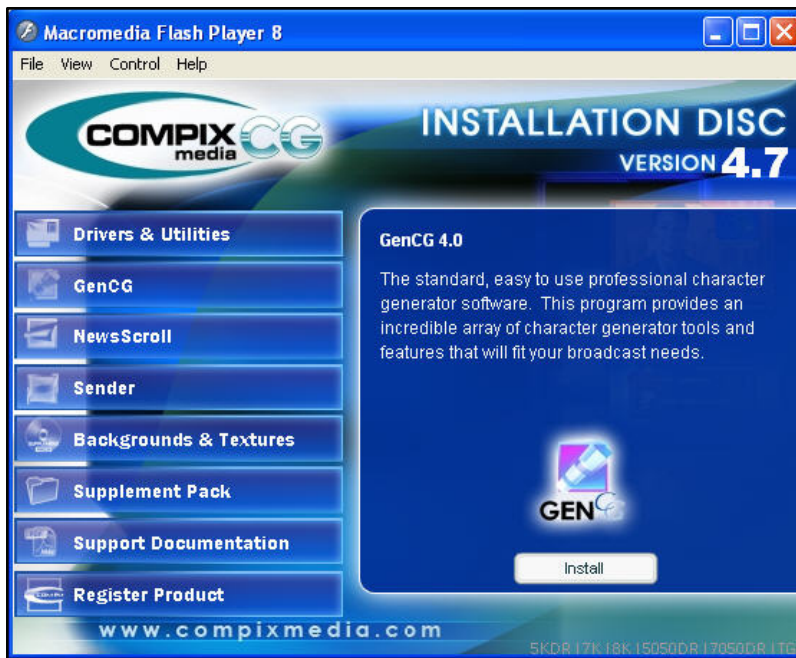 Macromedia Flash Player 8
File View Control Help
COMPIX CG
media
INSTALLATION DISC
VERSION 4.7
Drivers & Utilities
GenCG
NewsScroll
Sender
Backgrounds & Textures
Supplement Pack
Support Documentation
Register Product
GenCG 4.0
The standard, easy to use professional character
generator software. This program provides an
incredible array of character generator tools and
features that will fit your broadcast needs.
GENCG
Install
www.compixmedia.com
5KDR | 7K | 8K | 5050DR | 7050DR | TG